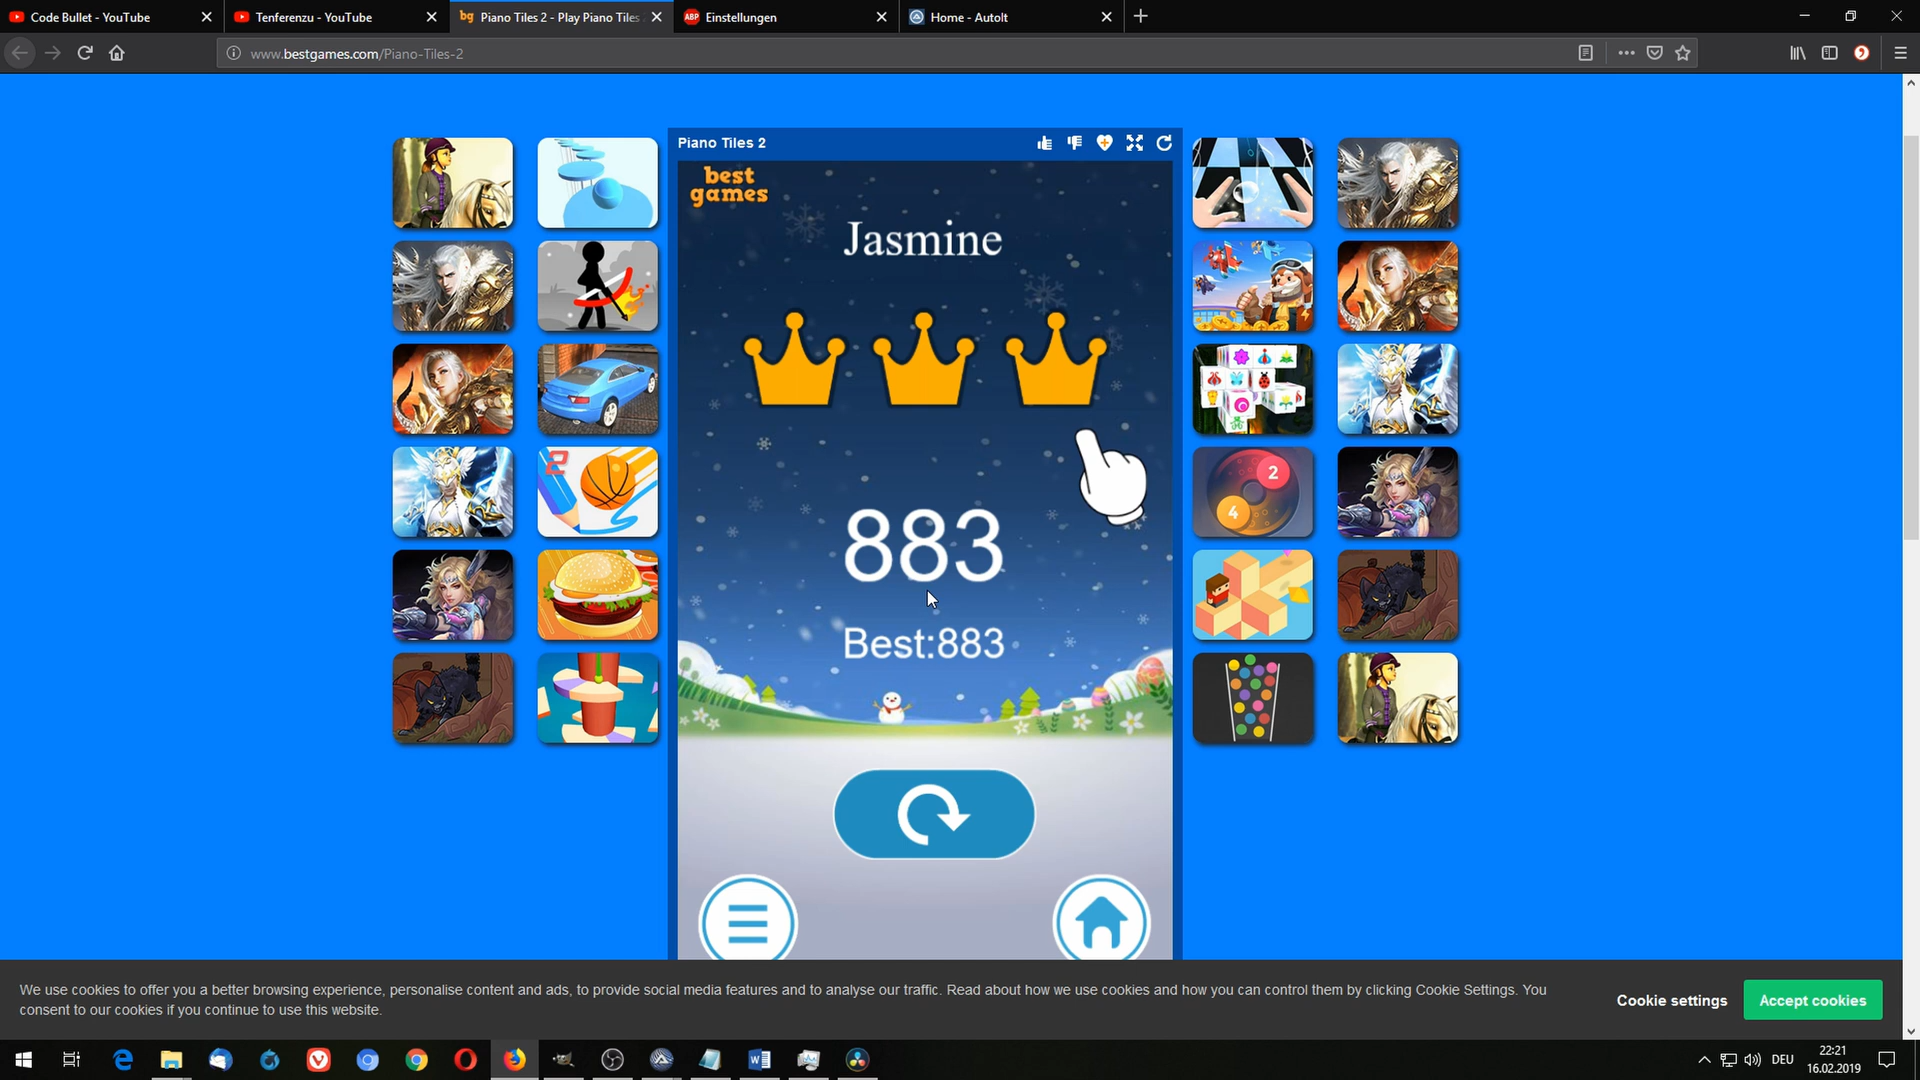 Code Bullet - YouTube
Tenferenzu - YouTube
bg Piano Tiles 2 - Play Piano Tiles
ABP Einstellungen
Home - AutoIt
www.bestgames.com/Piano-Tiles-2
Piano Tiles 2
best
games
Jasmine
2
2
4
883
Best:883
We use cookies to offer you a better browsing experience, personalise content and ads, to provide social media features and to analyse our traffic. Read about how we use cookies and how you can control them by clicking Cookie Settings. You
consent to our cookies if you continue to use this website.
Cookie settings
Accept cookies
DEU
22:21
16.02.2019